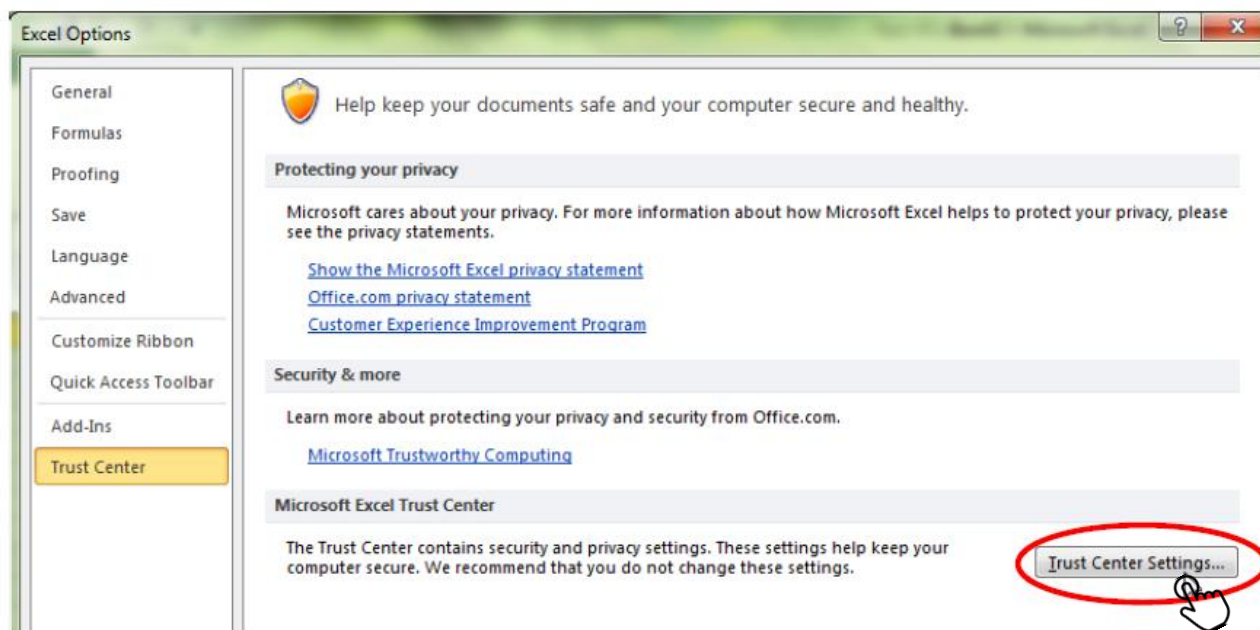 Excel Options
General
Formulas
Proofing
Save
Language
Advanced
Customize Ribbon
Quick Access Toolbar
Add-Ins
Trust Center
Help keep your documents safe and your computer secure and healthy.
Protecting your privacy
Microsoft cares about your privacy. For more information about how Microsoft Excel helps to protect your privacy, please
see the privacy statements.
Show the Microsoft Excel privacy statement
Office.com privacy statement
Customer Experience Improvement Program
Security & more
Learn more about protecting your privacy and security from Office.com.
Microsoft Trustworthy Computing
Microsoft Excel Trust Center
The Trust Center contains security and privacy settings. These settings help keep your
computer secure. We recommend that you do not change these settings.
Trust Center Settings...